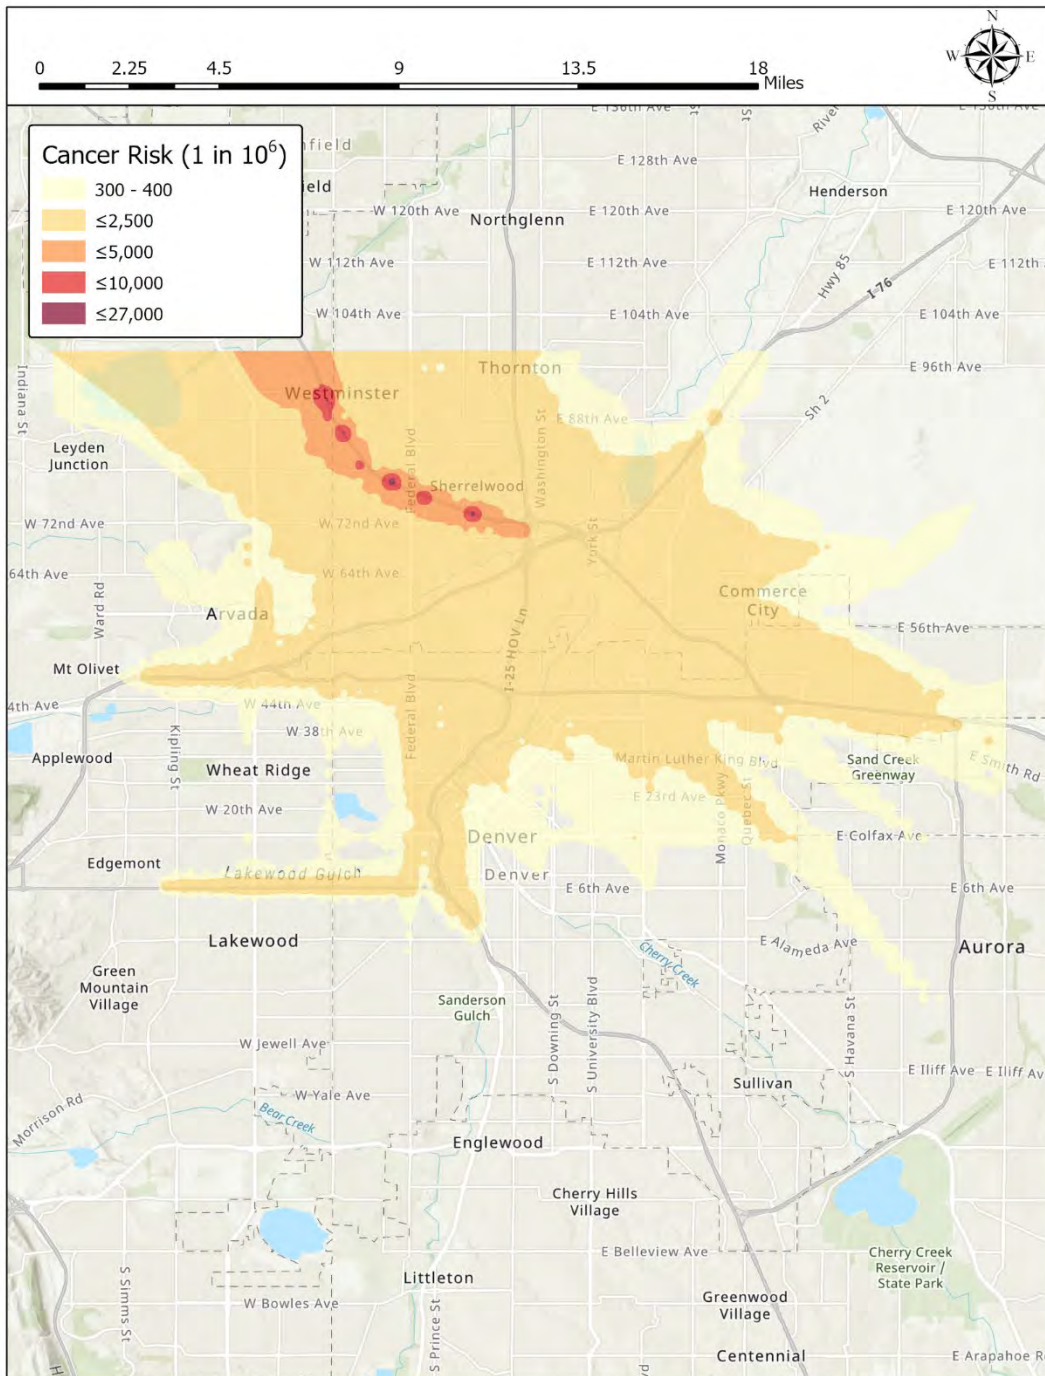 N
W E
S
0 2.25 4.5 9 13.5 18
Miles
E 136th Ave
River
Cancer Risk (1 in 10⁶)
300 - 400
≤2,500
≤5,000
≤10,000
≤27,000
field
field
E 128th Ave
Henderson
W 120th Ave
Northglenn
E 120th Ave
E 120th Ave
W 112th Ave
E 112th Ave
E 112th
Hwy 85
I-76
W 104th Ave
E 104th Ave
E 104th Ave
Indiana St
Thornton
E 96th Ave
E 96th Ave
Westminster
Sh 2
E 88th Ave
Leyden
Junction
Federal Blvd
Washington St
Sherrelwood
W 72nd Ave
W 72nd Ave
York St
64th Ave
W 64th Ave
Ward Rd
Arvada
Commerce
City
I-25 HOV Ln
E 56th Ave
Mt Olivet
4th Ave
W 44th Ave
Federal Blvd
Kipling St
W 38th Ave
Applewood
Wheat Ridge
Martin Luther King Blvd
Sand Creek
Greenway
E Smith Rd
W 20th Ave
E 23rd Ave
Monaco Pkwy
Quebec St
Denver
E Colfax Ave
Edgemont
Lakewood Gulch
Denver
E 6th Ave
E 6th Ave
Lakewood
E Alameda Ave
Aurora
Cherry Creek
Green
Mountain
Village
Sanderson
Gulch
S Downing St
S University Blvd
S Havana St
W Jewell Ave
E Iliff Ave
E Iliff Av
Sullivan
W Yale Ave
Morrison Rd
Bear Creek
Englewood
Cherry Hills
Village
E Belleview Ave
Cherry Creek
Reservoir /
State Park
S Simms St
Littleton
S Prince St
W Bowles Ave
Greenwood
Village
Centennial
E Arapahoe R